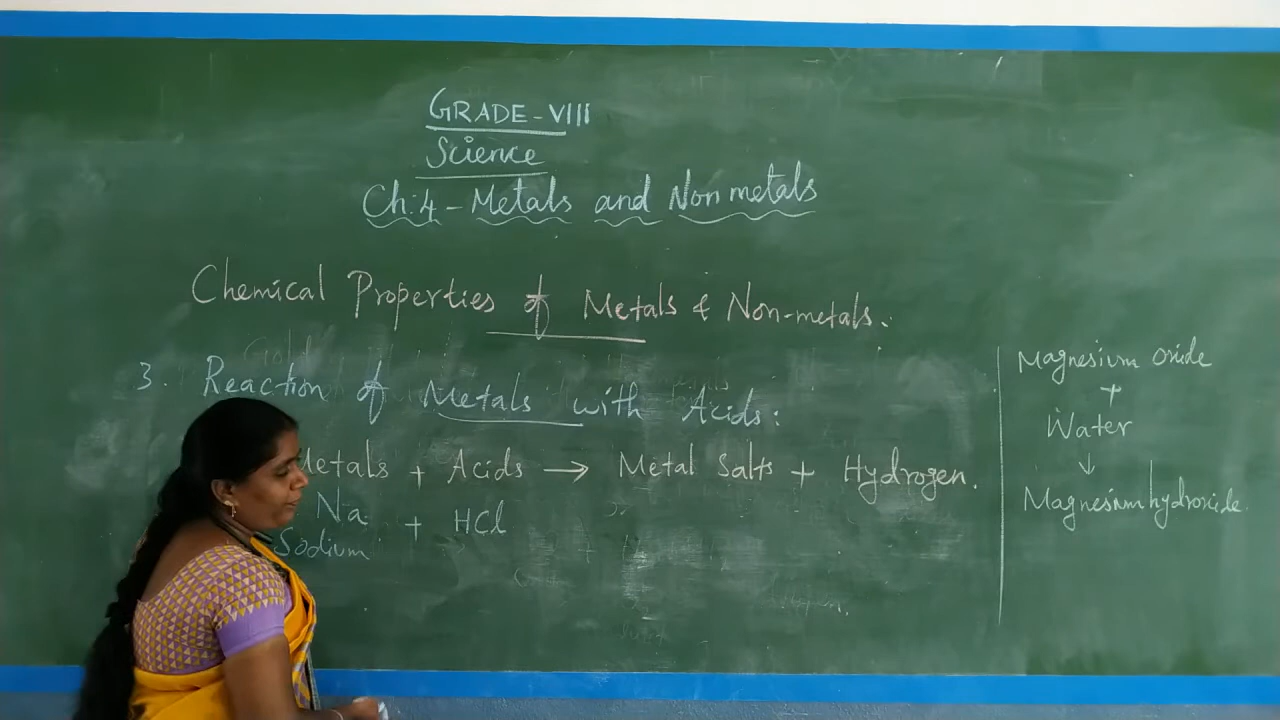 GRADE-VIII
Science
Ch:4-Metals and Non metals
Chemical Properties of Metals & Non-metals.
3. Reaction of Metals with Acids:
Metals + Acids → Metal Salts + Hydrogen.
Na + HCl
Sodium
Magnesium oxide
+
Water
↓
Magnesium hydroxide.